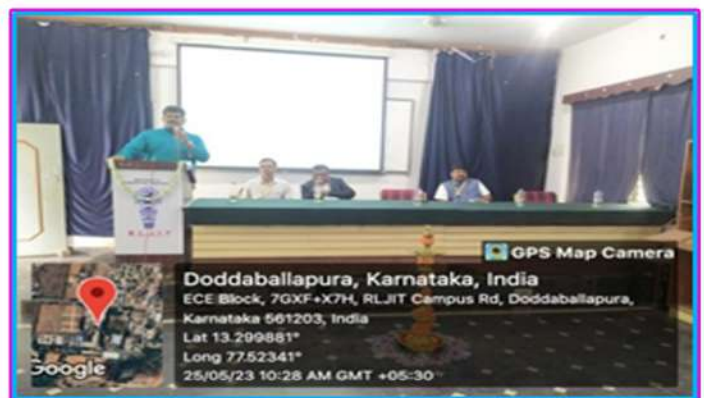 R L J I T
GPS Map Camera
Doddaballapura, Karnataka, India
ECE Block, 7GXF+X7H, RLJIT Campus Rd, Doddaballapura,
Karnataka 561203, India
Lat 13.299881°
Long 77.52341°
25/05/23 10:28 AM GMT +05:30
Google